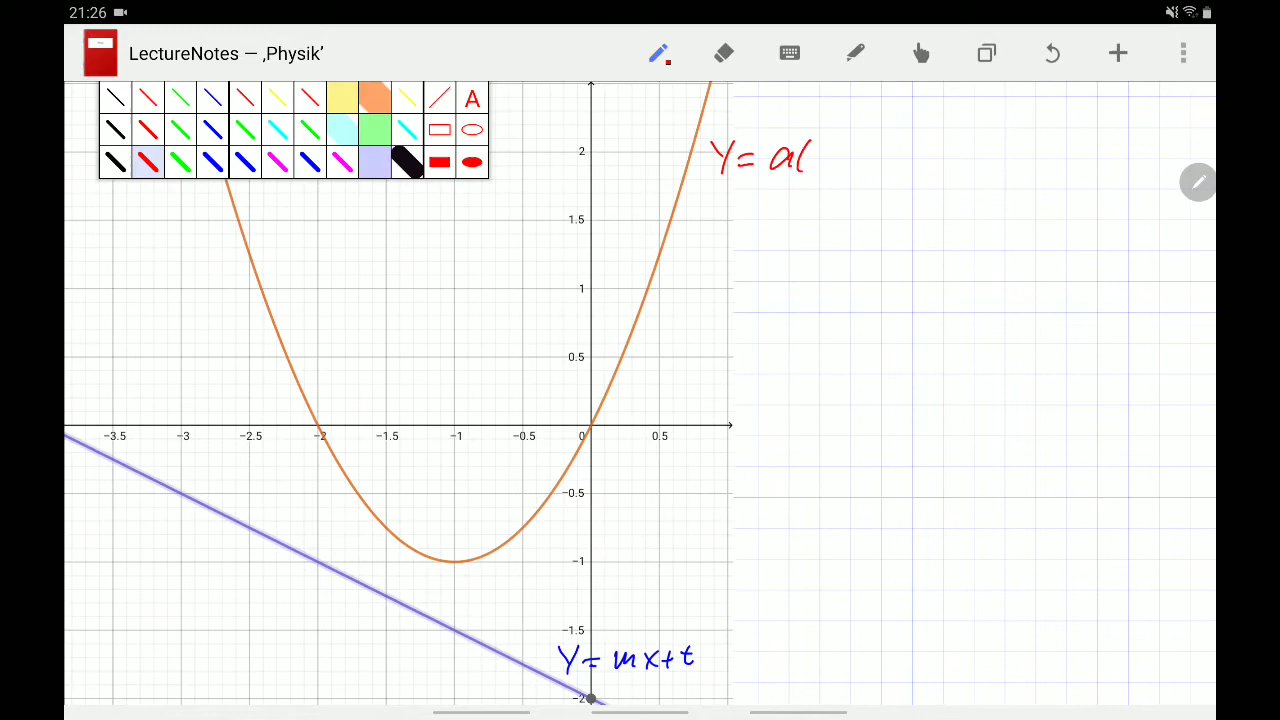 21:26
LectureNotes — ‚Physik’
A
2
Y = a(
1.5
1
0.5
−3.5 −3 −2.5 −2 −1.5 −1 −0.5 0 0.5
−0.5
−1
−1.5
Y = mx+t
−2